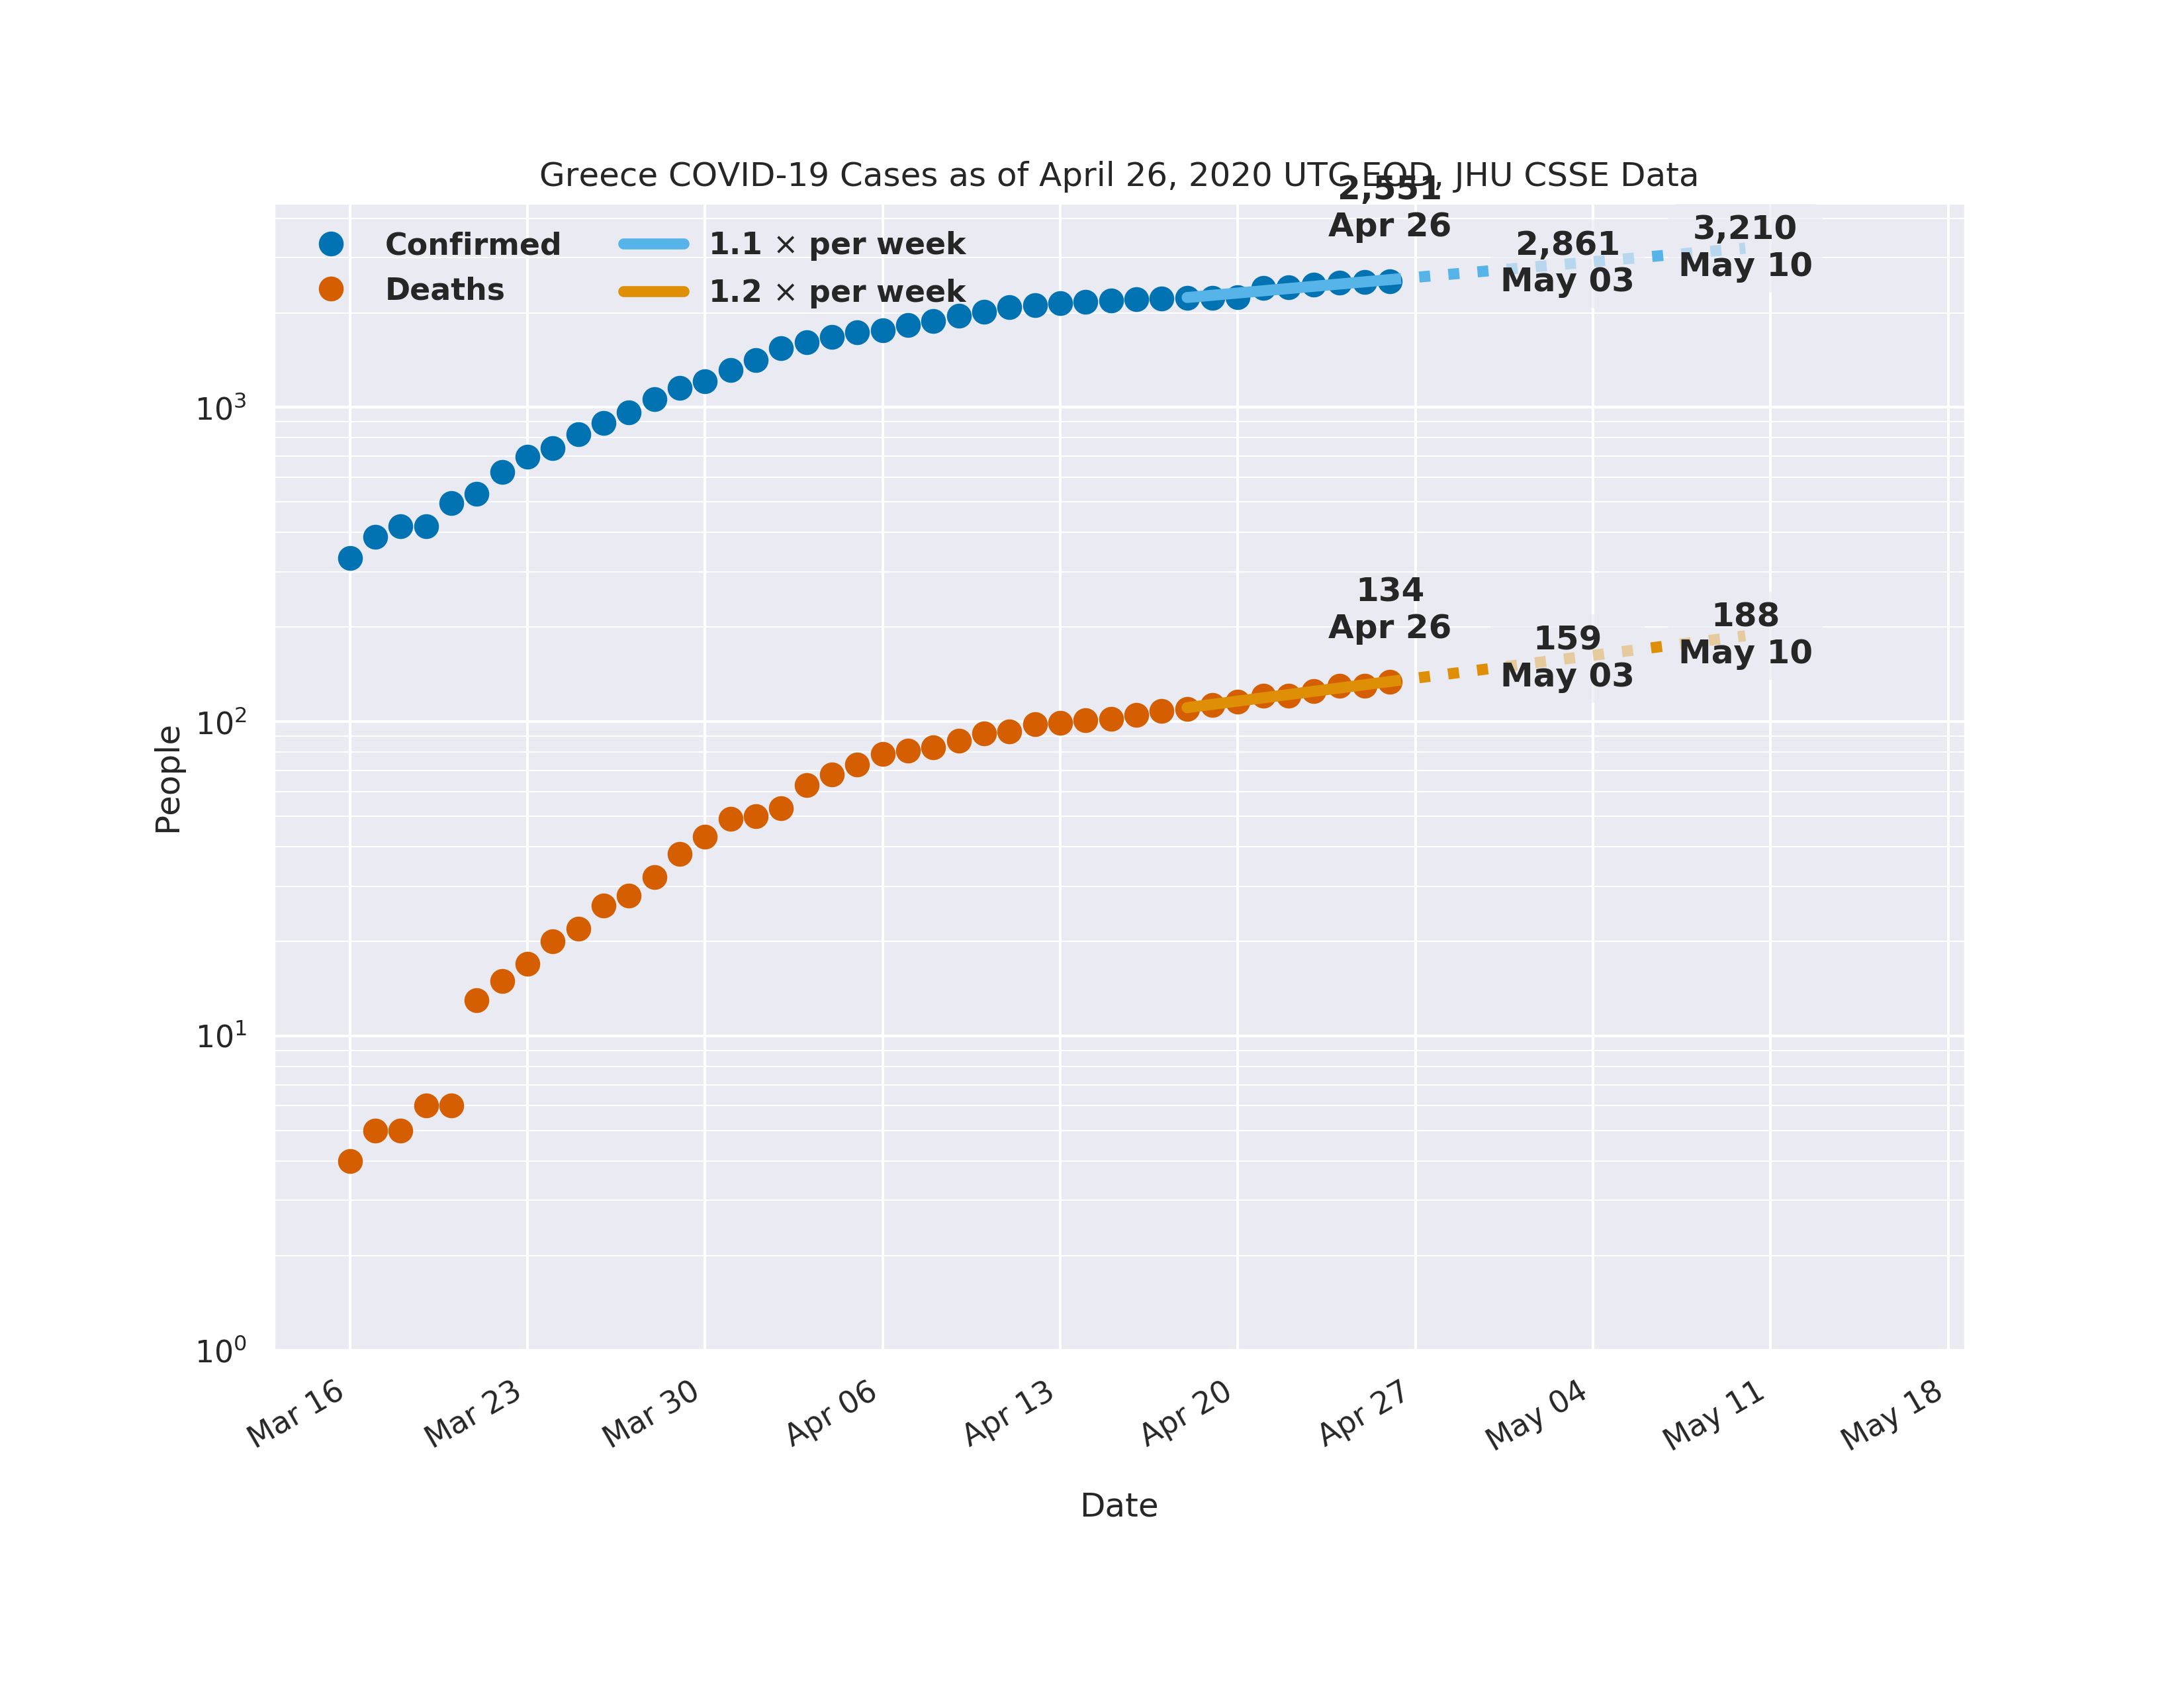 Greece COVID-19 Cases as of April 26, 2020 UTC EOD, JHU CSSE Data
2,551
Apr 26
2,861
May 03
3,210
May 10
Confirmed
Deaths
1.1 × per week
1.2 × per week
134
Apr 26
159
May 03
188
May 10
People
10³
10²
10¹
10⁰
Mar 16
Mar 23
Mar 30
Apr 06
Apr 13
Apr 20
Apr 27
May 04
May 11
May 18
Date